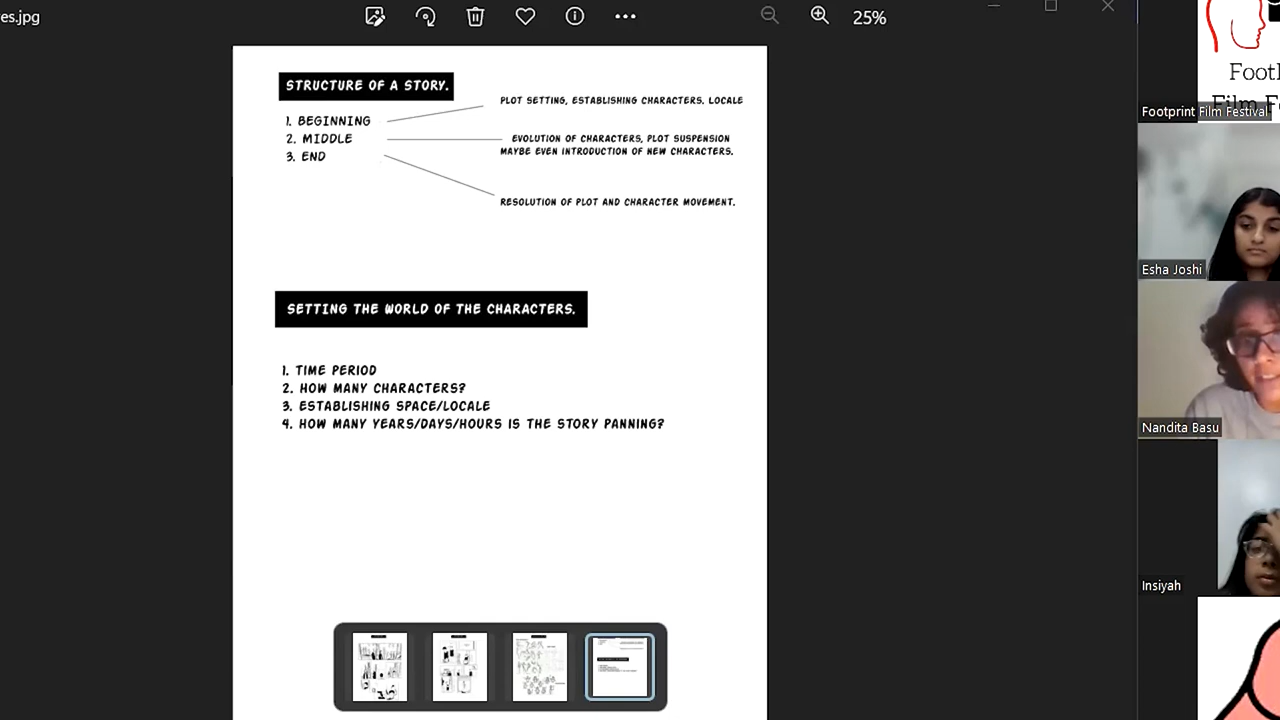 es.jpg
25%
STRUCTURE OF A STORY.
1. BEGINNING
2. MIDDLE
3. END
PLOT SETTING, ESTABLISHING CHARACTERS, LOCALE
EVOLUTION OF CHARACTERS, PLOT SUSPENSION
MAYBE EVEN INTRODUCTION OF NEW CHARACTERS.
RESOLUTION OF PLOT AND CHARACTER MOVEMENT.
SETTING THE WORLD OF THE CHARACTERS.
1. TIME PERIOD
2. HOW MANY CHARACTERS?
3. ESTABLISHING SPACE/LOCALE
4. HOW MANY YEARS/DAYS/HOURS IS THE STORY PANNING?
Footp
Film F
Footprint Film Festival
Esha Joshi
Nandita Basu
Insiyah